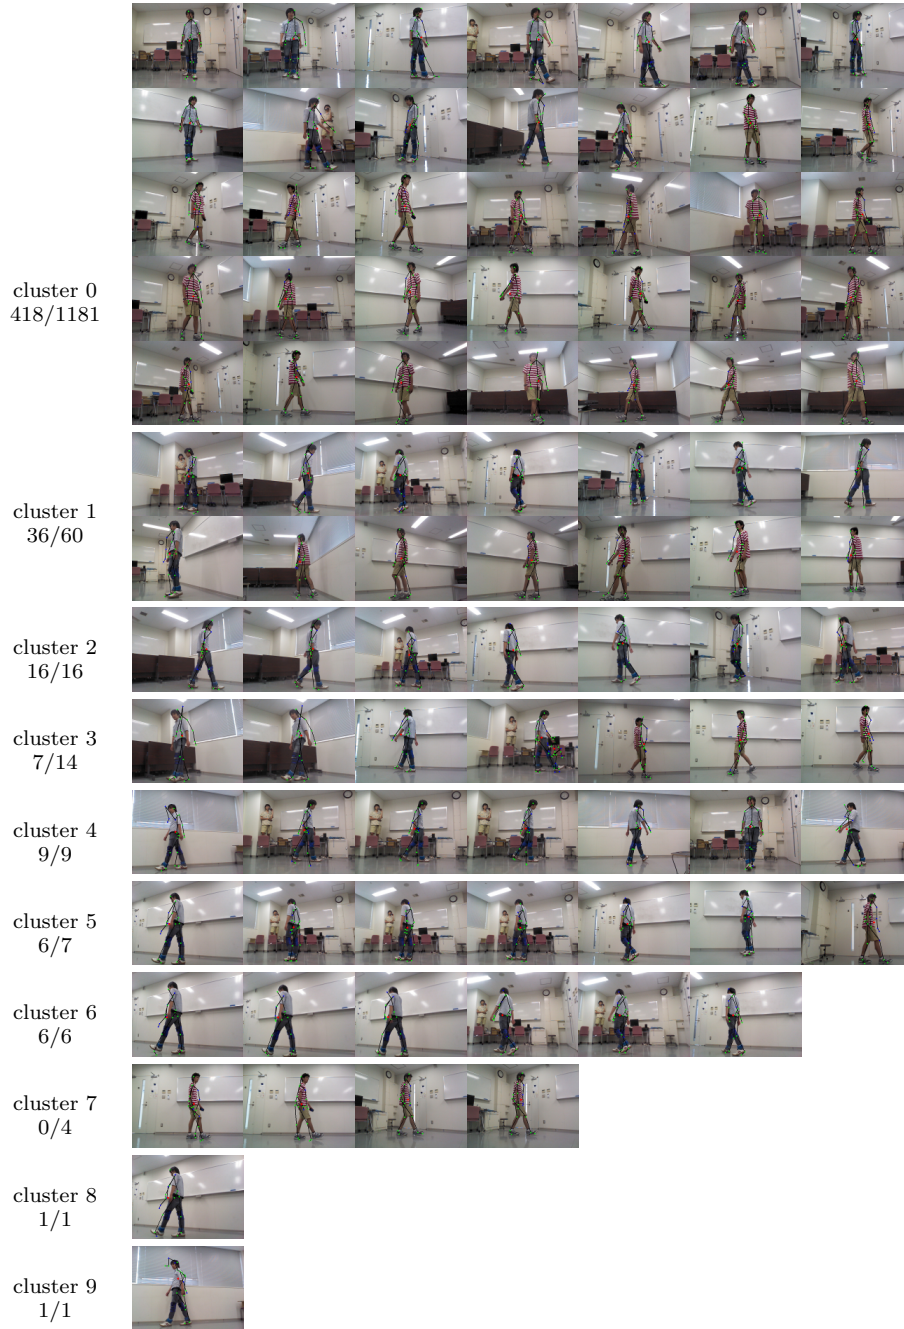 cluster 0
418/1181
cluster 1
36/60
cluster 2
16/16
cluster 3
7/14
cluster 4
9/9
cluster 5
6/7
cluster 6
6/6
cluster 7
0/4
cluster 8
1/1
cluster 9
1/1